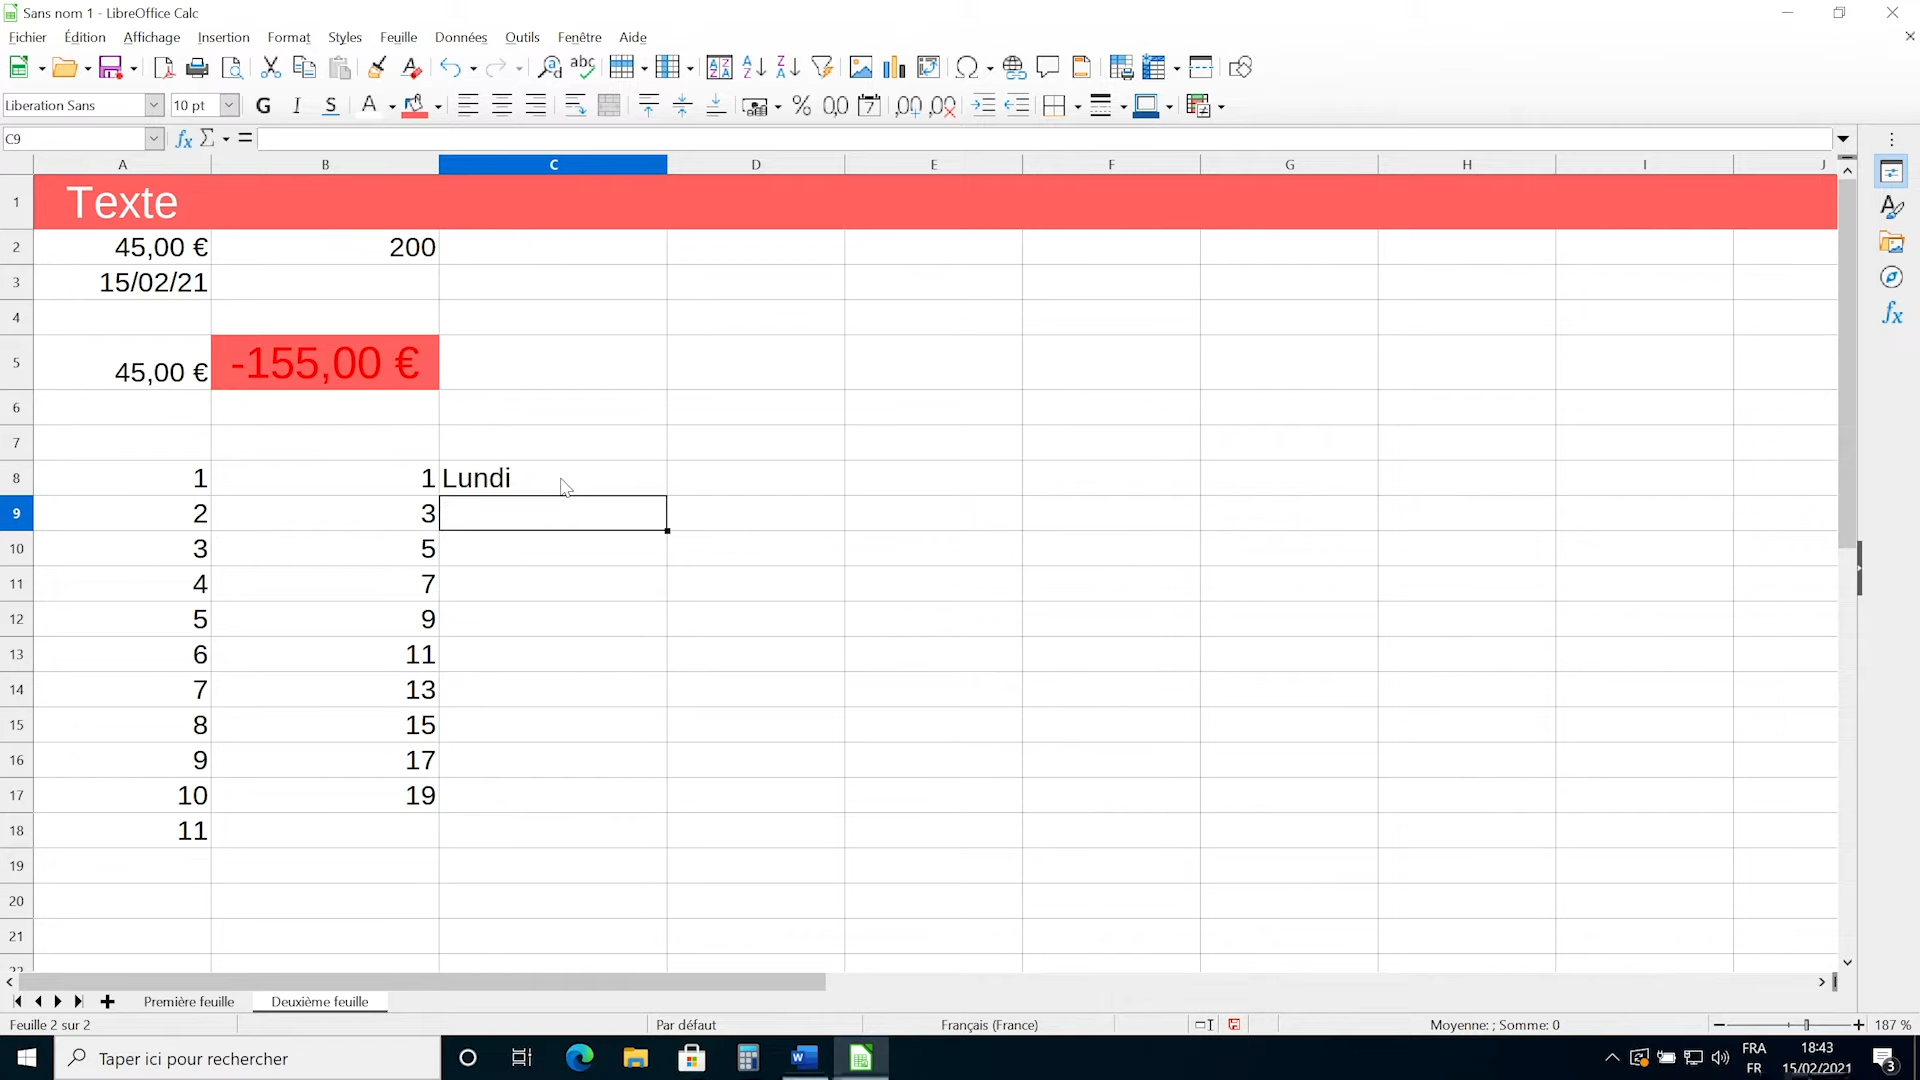 Sans nom 1 - LibreOffice Calc
Fichier Édition Affichage Insertion Format Styles Feuille Données Outils Fenêtre Aide
Liberation Sans 10 pt G I S
C9
A B C D E F G H I J
1 Texte
2 45,00 € 200
3 15/02/21
4
5 45,00 € -155,00 €
6
7
8 1 1 Lundi
9 2 3
10 3 5
11 4 7
12 5 9
13 6 11
14 7 13
15 8 15
16 9 17
17 10 19
18 11
19
20
21
22
Première feuille Deuxième feuille
Feuille 2 sur 2 Par défaut Français (France) Moyenne: ; Somme: 0 187 %
Taper ici pour rechercher FRA 18:43
FR 15/02/2021 3